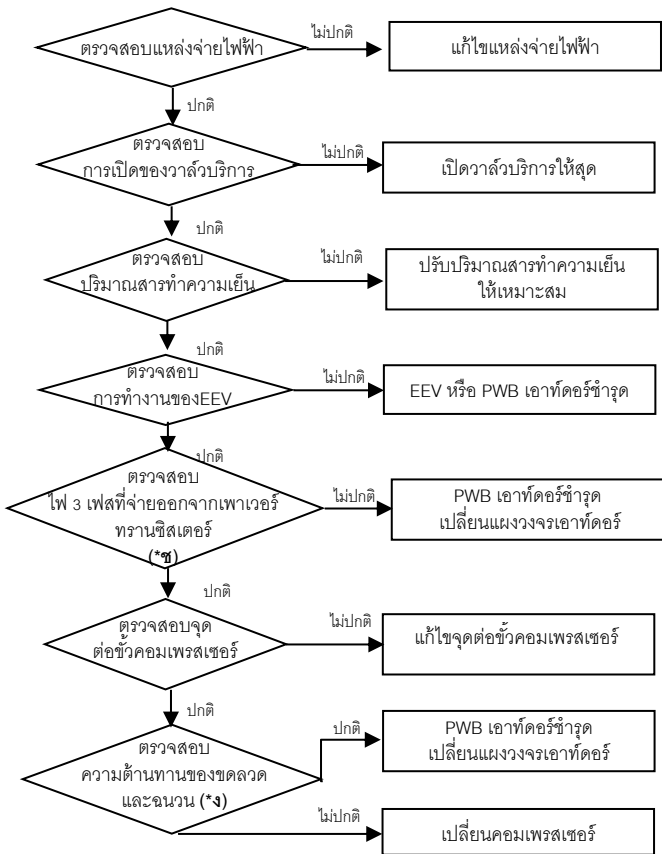 ตรวจสอบแหล่งจ่ายไฟฟ้า
ไม่ปกติ
แก้ไขแหล่งจ่ายไฟฟ้า
ปกติ
ตรวจสอบ
การเปิดของวาล์วบริการ
ไม่ปกติ
เปิดวาล์วบริการให้สุด
ปกติ
ตรวจสอบ
ปริมาณสารทำความเย็น
ไม่ปกติ
ปรับปริมาณสารทำความเย็น
ให้เหมาะสม
ปกติ
ตรวจสอบ
การทำงานของEEV
ไม่ปกติ
EEV หรือ PWB เอาท์ดอร์ชำรุด
ปกติ
ตรวจสอบ
ไฟ 3 เฟสที่จ่ายออกจากเพาเวอร์
ทรานซิสเตอร์
(*ช)
ไม่ปกติ
PWB เอาท์ดอร์ชำรุด
เปลี่ยนแผงวงจรเอาท์ดอร์
ปกติ
ตรวจสอบจุด
ต่อขั้วคอมเพรสเซอร์
ไม่ปกติ
แก้ไขจุดต่อขั้วคอมเพรสเซอร์
ปกติ
ตรวจสอบ
ความต้านทานของขดลวด
และฉนวน (*ง)
ปกติ
PWB เอาท์ดอร์ชำรุด
เปลี่ยนแผงวงจรเอาท์ดอร์
ไม่ปกติ
เปลี่ยนคอมเพรสเซอร์